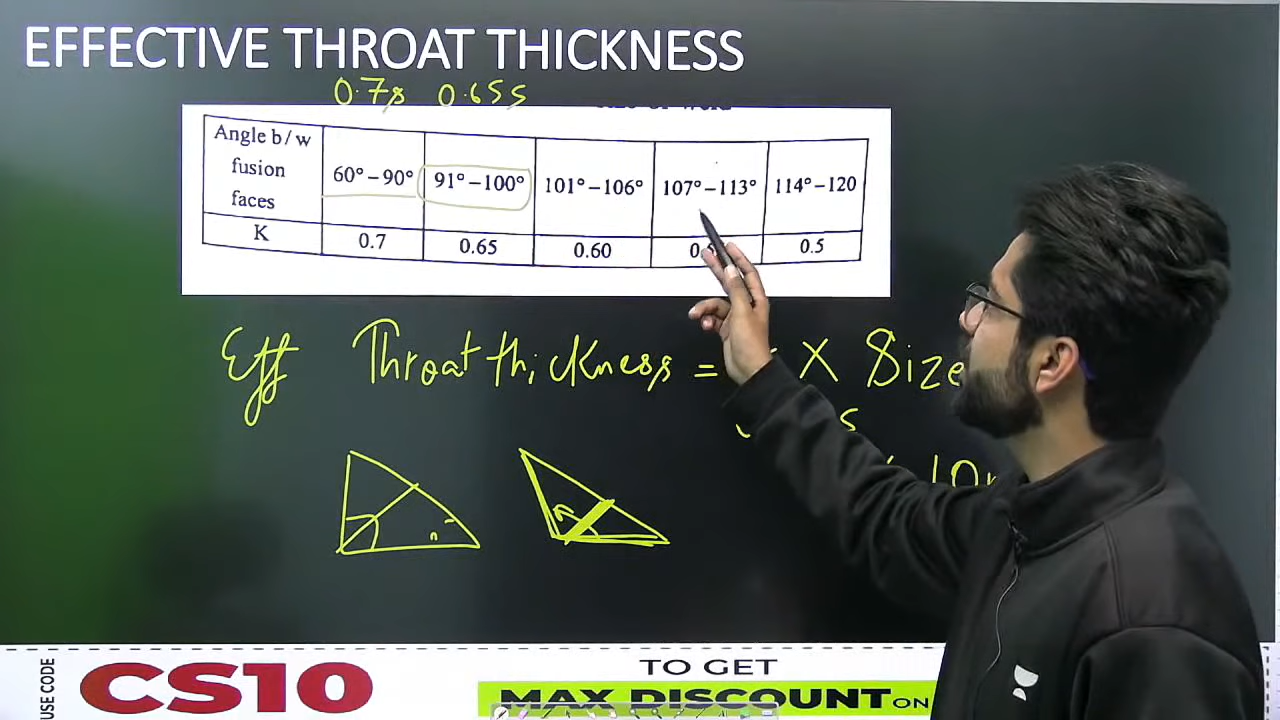 EFFECTIVE THROAT THICKNESS
0.7s 0.65s
Angle b/w fusion faces 60°–90° 91°–100° 101°–106° 107°–113° 114°–120
K 0.7 0.65 0.60 0.5
Eff Throat thickness = X Size
s
USE CODE
CS10
TO GET
MAX DISCOUNT ON